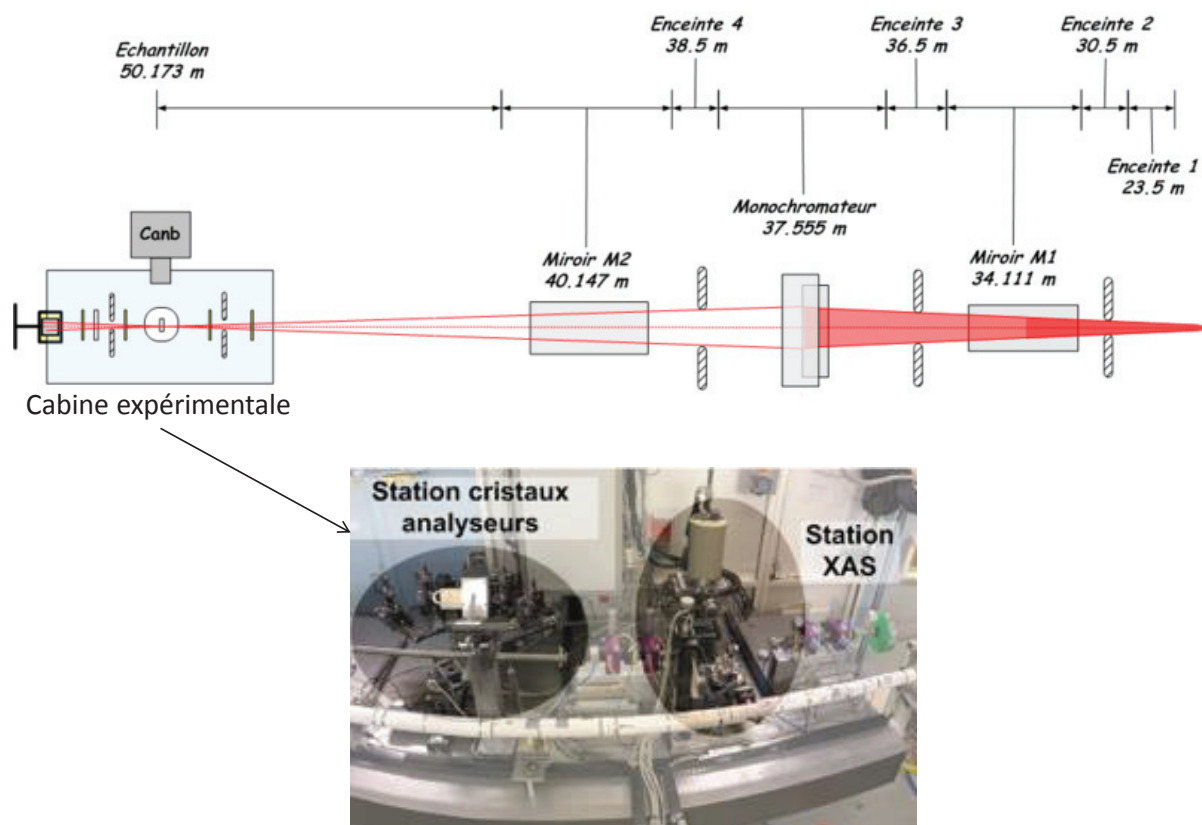 Enceinte 4
38.5 m
Enceinte 3
36.5 m
Enceinte 2
30.5 m
Echantillon
50.173 m
Enceinte 1
23.5 m
Monochromateur
37.555 m
Miroir M2
40.147 m
Miroir M1
34.111 m
Canb
Cabine expérimentale
Station cristaux
analyseurs
Station
XAS